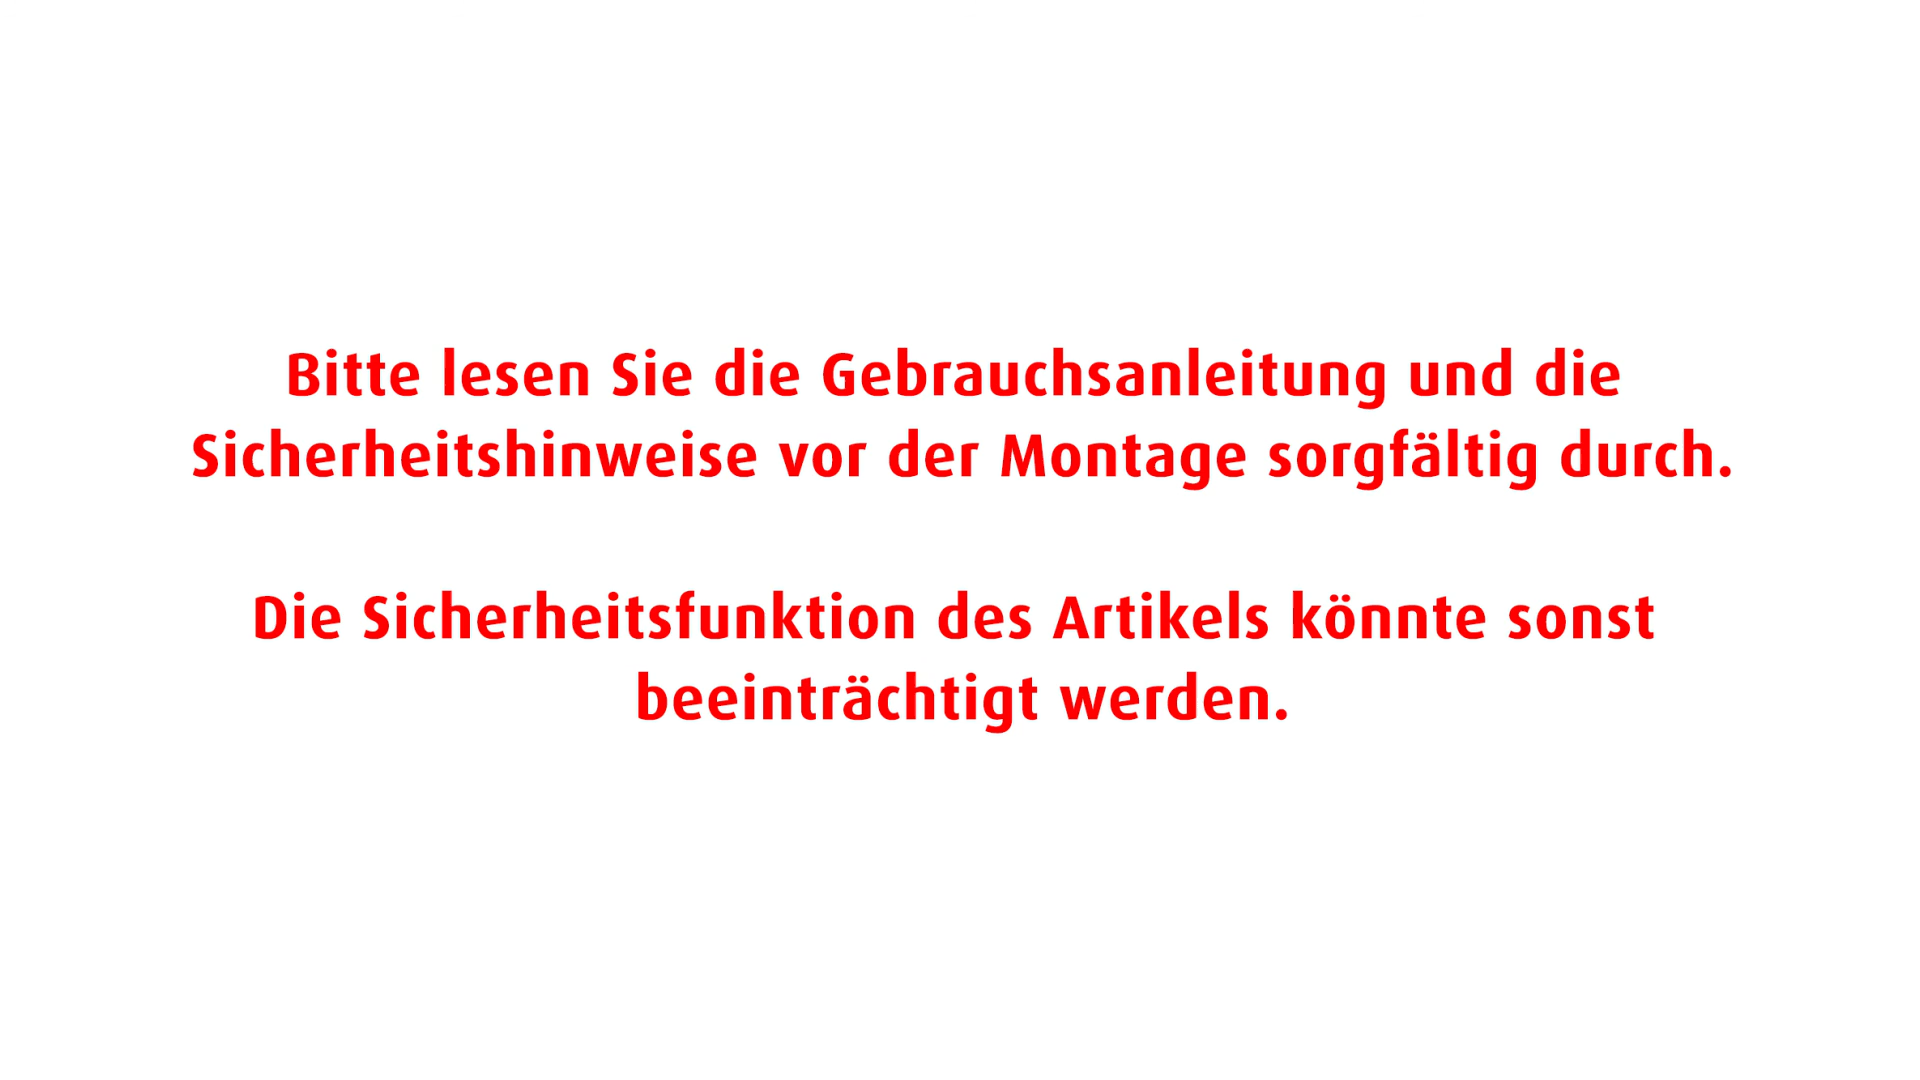 Bitte lesen Sie die Gebrauchsanleitung und die
Sicherheitshinweise vor der Montage sorgfältig durch.
Die Sicherheitsfunktion des Artikels könnte sonst
beeinträchtigt werden.